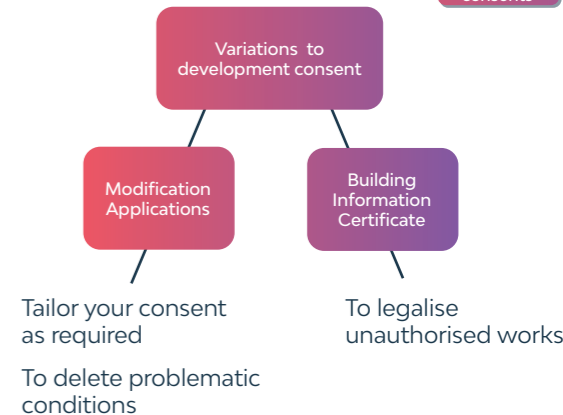 consents
Variations to
development consent
Modification
Applications
Building
Information
Certificate
Tailor your consent
as required
To delete problematic
conditions
To legalise
unauthorised works